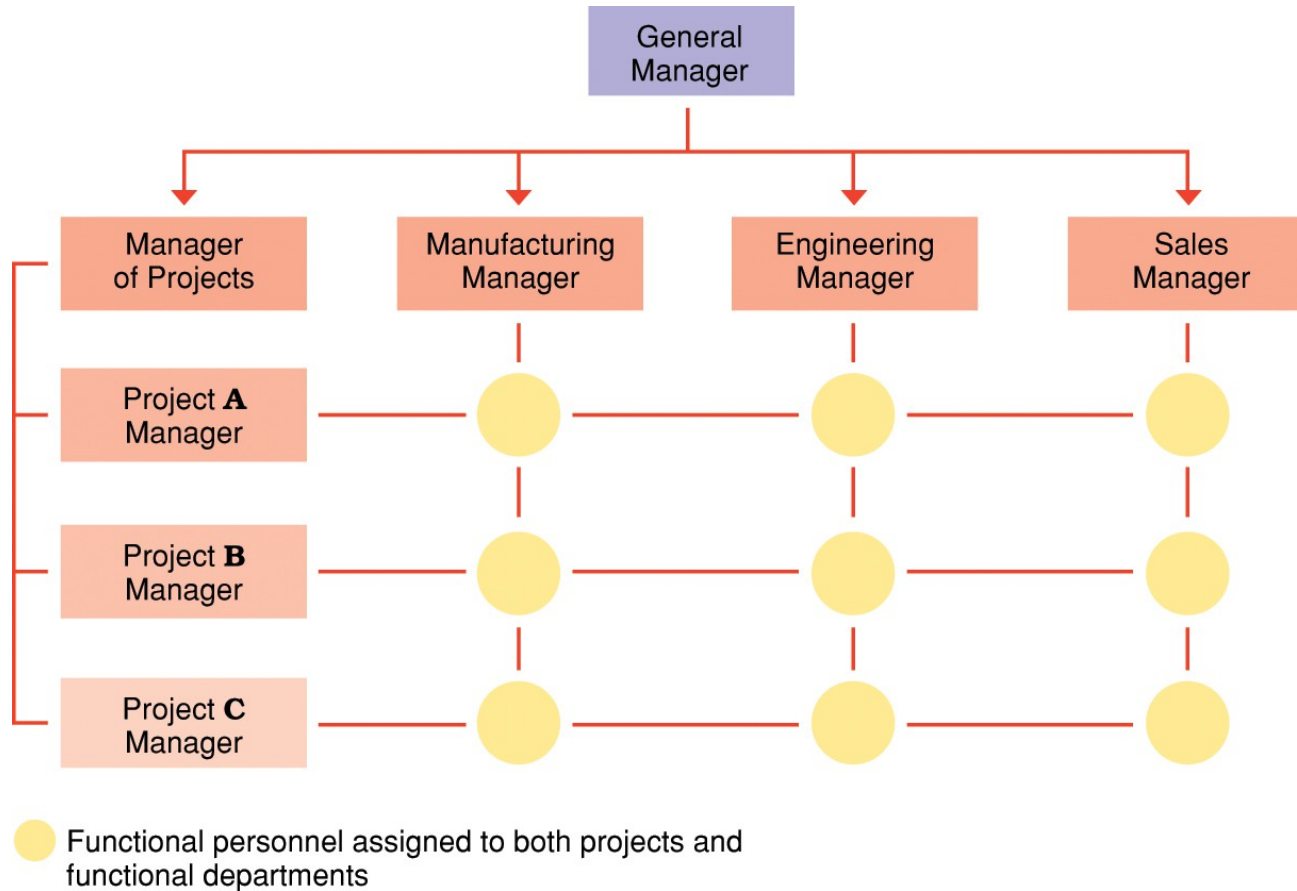 General
Manager
Manager
of Projects
Manufacturing
Manager
Engineering
Manager
Sales
Manager
Project A
Manager
Project B
Manager
Project C
Manager
Functional personnel assigned to both projects and
functional departments